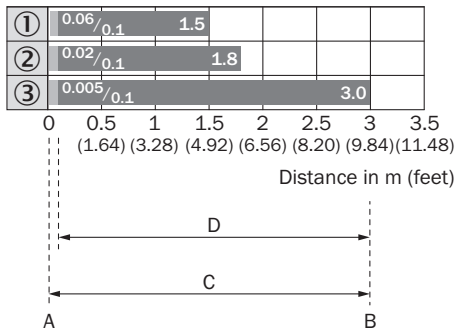 ① 0.06/0.1 1.5
② 0.02/0.1 1.8
③ 0.005/0.1 3.0
0 0.5 1 1.5 2 2.5 3 3.5
(1.64) (3.28) (4.92) (6.56) (8.20) (9.84) (11.48)
Distance in m (feet)
D
C
A B